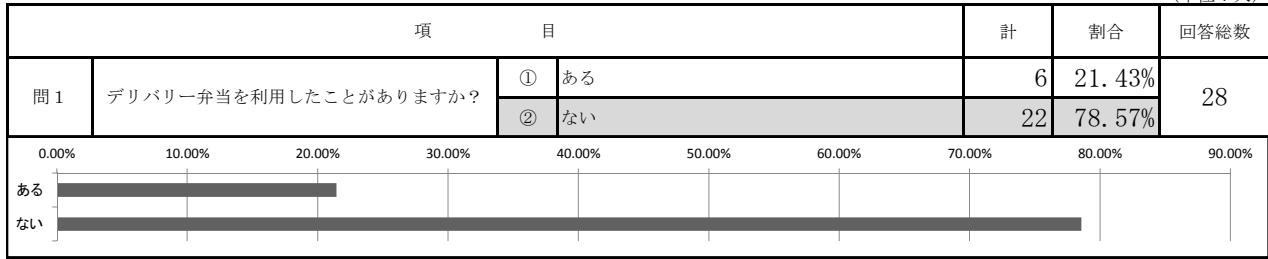 項 目 計 割合 回答総数
問1 デリバリー弁当を利用したことがありますか？ ① ある 6 21.43% 28
② ない 22 78.57%
0.00% 10.00% 20.00% 30.00% 40.00% 50.00% 60.00% 70.00% 80.00% 90.00%
ある
ない